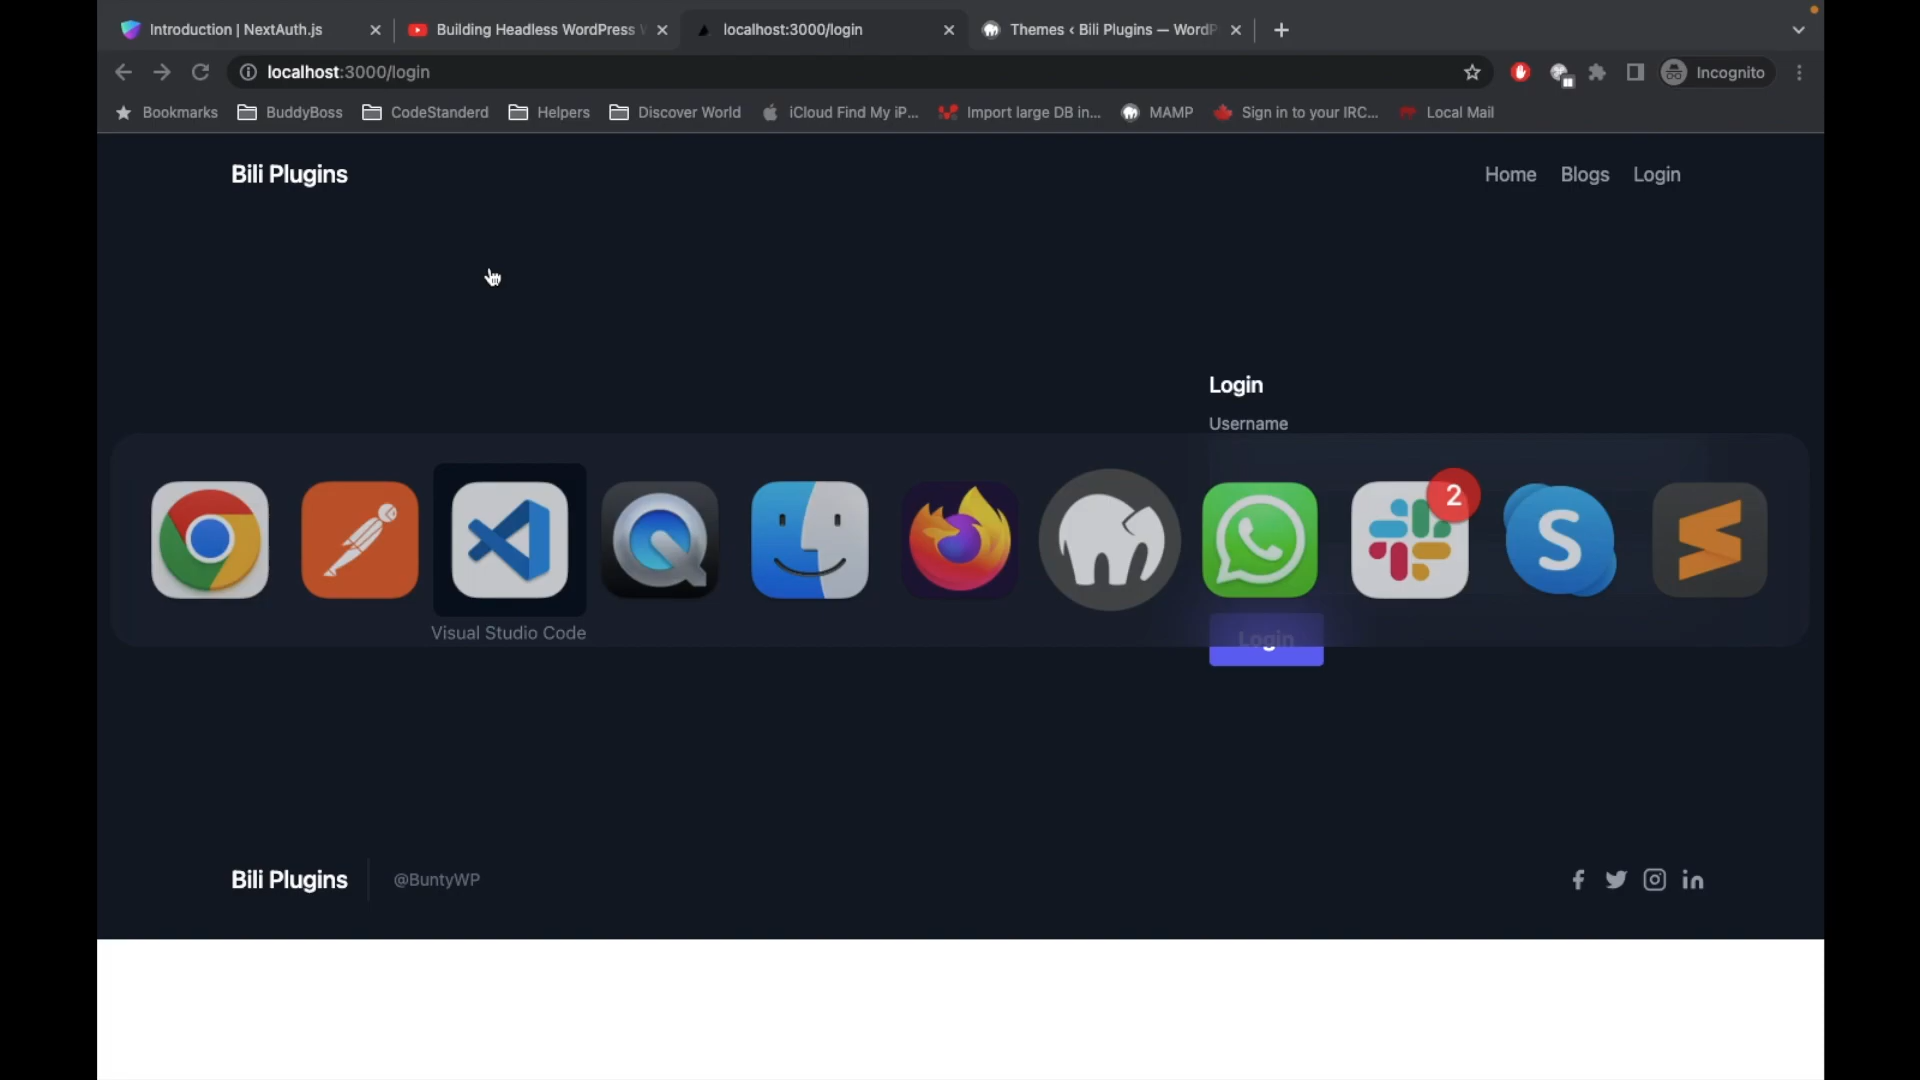 Introduction | NextAuth.js
Building Headless WordPress
localhost:3000/login
Themes ‹ Bili Plugins — WordP
localhost:3000/login
Incognito
Bookmarks
BuddyBoss
CodeStanderd
Helpers
Discover World
iCloud Find My iP...
Import large DB in...
MAMP
Sign in to your IRC...
Local Mail
Bili Plugins
Home
Blogs
Login
Login
Username
2
Visual Studio Code
Login
Bili Plugins
@BuntyWP